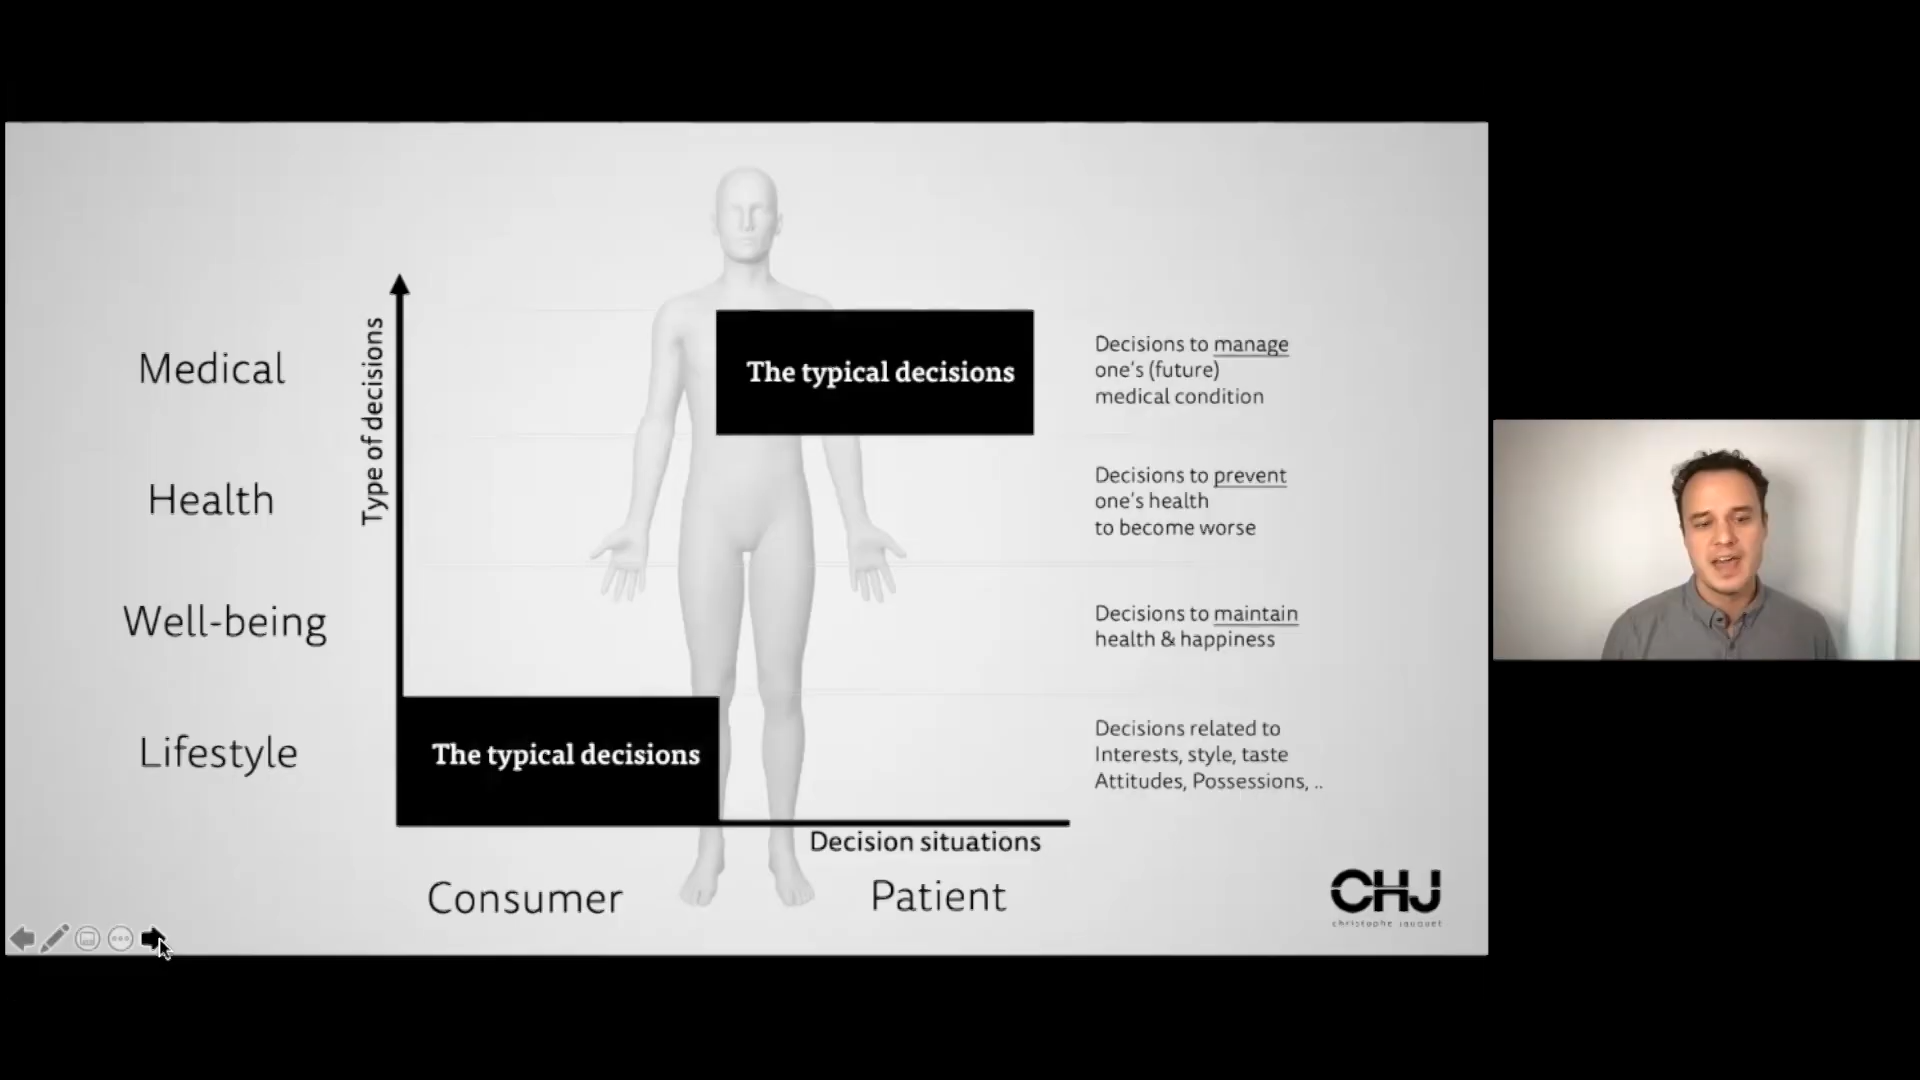 Type of decisions
Medical
The typical decisions
Decisions to manage
one's (future)
medical condition
Health
Decisions to prevent
one's health
to become worse
Well-being
Decisions to maintain
health & happiness
Lifestyle
The typical decisions
Decisions related to
Interests, style, taste
Attitudes, Possessions, ..
Decision situations
Consumer
Patient
CHJ
christophe jauquet